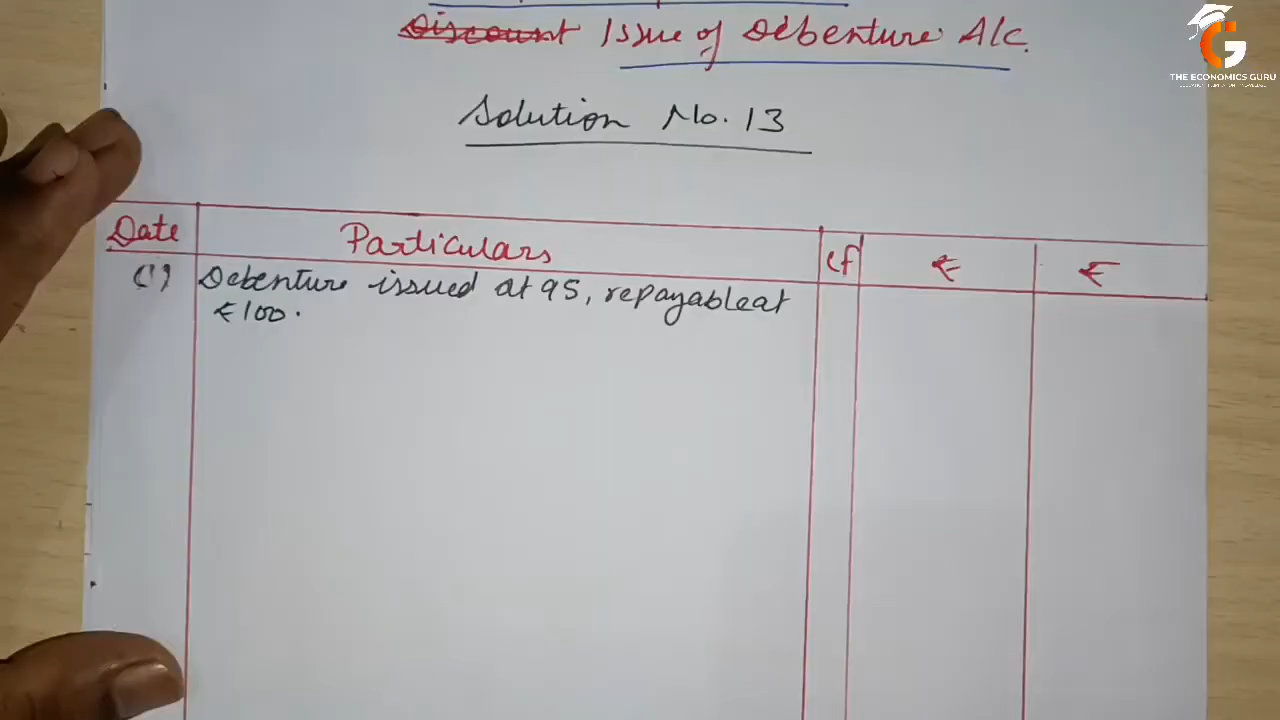 Discount Issue of Debenture A/c.
THE ECONOMICS GURU
Solution No. 13
Date Particulars LF ₹ ₹
(i) Debenture issued at 95, repayable at
₹100.